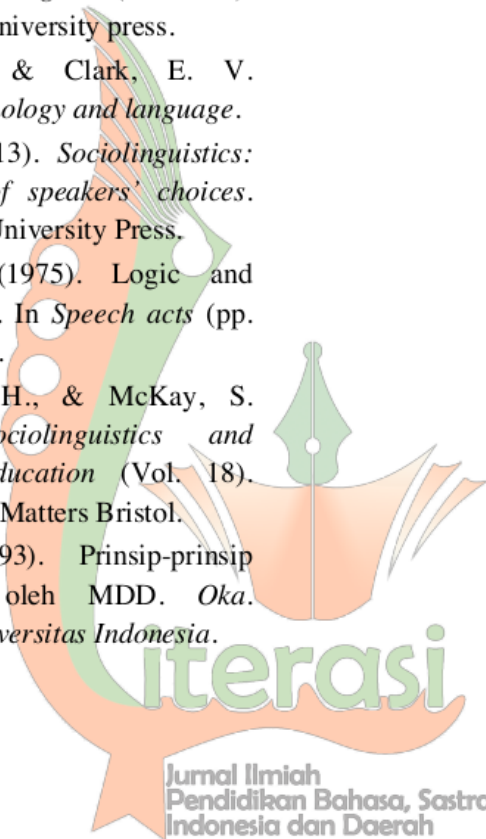 niversity press.
& Clark, E. V.
ology and language.
13). Sociolinguistics:
of speakers' choices.
University Press.
(1975). Logic and
. In Speech acts (pp.
.
H., & McKay, S.
ociolinguistics and
ducation (Vol. 18).
Matters Bristol.
93). Prinsip-prinsip
oleh MDD. Oka.
versitas Indonesia.
iterasi
Jurnal Ilmiah
Pendidikan Bahasa, Sastra
Indonesia dan Daerah